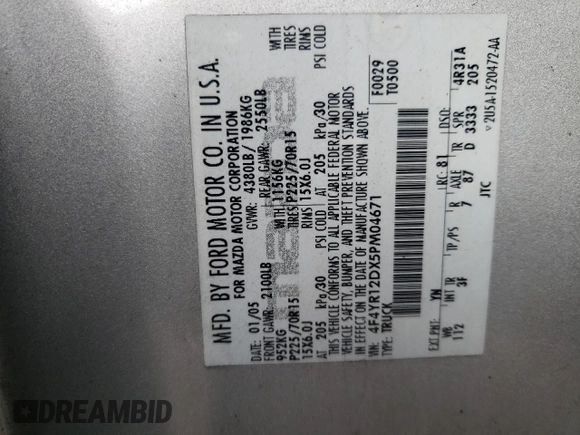 MFD. BY FORD MOTOR CO. IN U.S.A.
FOR MAZDA MOTOR CORPORATION
DATE: 01/05 GVWR: 4380LB/ 1986KG
FRONT GAWR: 2100LB REAR GAWR: 2550LB
952KG WITH 1156KG WITH
P225/70R15 TIRES P225/70R15 TIRES
15X6.0J RIMS 15X6.0J RIMS
AT 205 kPa/30 PSI COLD AT 205 kPa/30 PSI COLD
THIS VEHICLE CONFORMS TO ALL APPLICABLE FEDERAL MOTOR
VEHICLE SAFETY, BUMPER, AND THEFT PREVENTION STANDARDS
IN EFFECT ON THE DATE OF MANUFACTURE SHOWN ABOVE.
VIN: 4F4YR12DX5PM04671 F0029
TYPE: TRUCK T0500
EXT PNT: YN RC: 81 DSO: 4R31A
WB INT TR TP/PS R AXLE TR SPR 205
112 3F 7 87 D 3333
JTC 2U5A-1520472-AA
DREAMBID